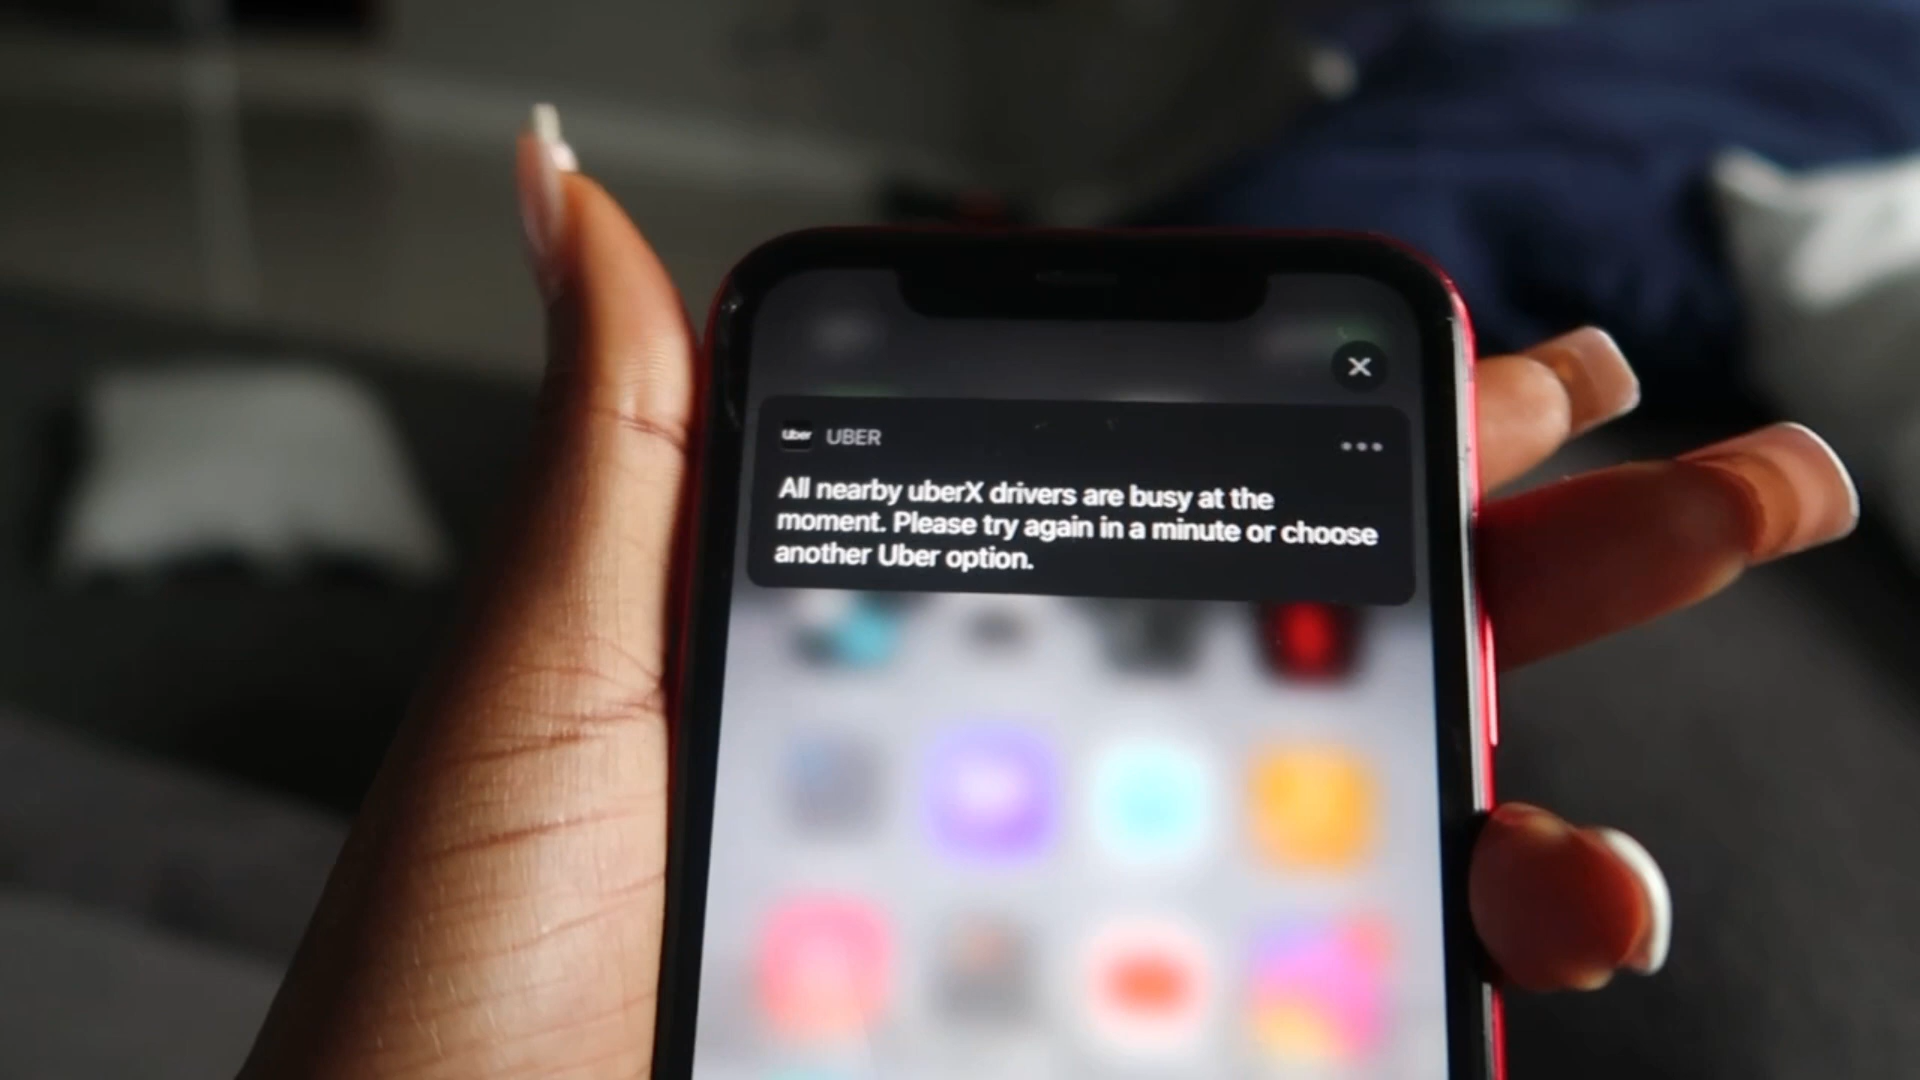 Uber UBER
All nearby uberX drivers are busy at the
moment. Please try again in a minute or choose
another Uber option.